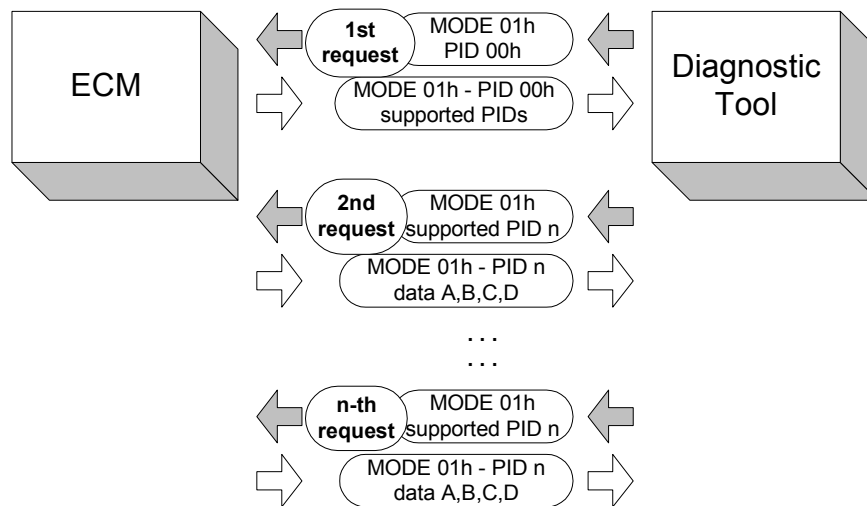 ECM
Diagnostic
Tool
1st
request
MODE 01h
PID 00h
MODE 01h - PID 00h
supported PIDs
2nd
request
MODE 01h
supported PID n
MODE 01h - PID n
data A,B,C,D
. . .
. . .
n-th
request
MODE 01h
supported PID n
MODE 01h - PID n
data A,B,C,D